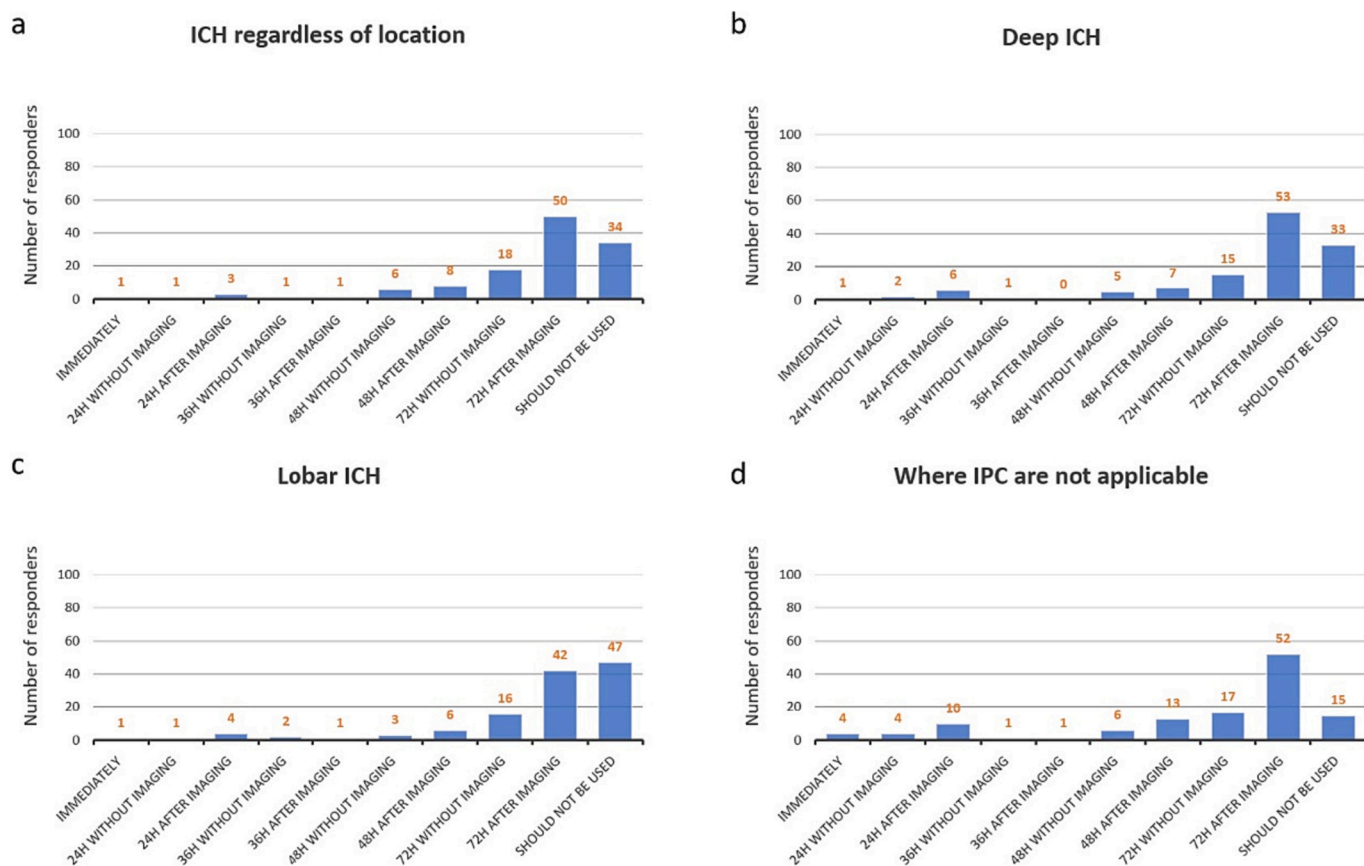 a
ICH regardless of location
Number of responders
100
80
60
40
20
0
1
1
3
1
1
6
8
18
50
34
IMMEDIATELY
24H WITHOUT IMAGING
24H AFTER IMAGING
36H WITHOUT IMAGING
36H AFTER IMAGING
48H WITHOUT IMAGING
48H AFTER IMAGING
72H WITHOUT IMAGING
72H AFTER IMAGING
SHOULD NOT BE USED
b
Deep ICH
Number of responders
100
80
60
40
20
0
1
2
6
1
0
5
7
15
53
33
IMMEDIATELY
24H WITHOUT IMAGING
24H AFTER IMAGING
36H WITHOUT IMAGING
36H AFTER IMAGING
48H WITHOUT IMAGING
48H AFTER IMAGING
72H WITHOUT IMAGING
72H AFTER IMAGING
SHOULD NOT BE USED
c
Lobar ICH
Number of responders
100
80
60
40
20
0
1
1
4
2
1
3
6
16
42
47
IMMEDIATELY
24H WITHOUT IMAGING
24H AFTER IMAGING
36H WITHOUT IMAGING
36H AFTER IMAGING
48H WITHOUT IMAGING
48H AFTER IMAGING
72H WITHOUT IMAGING
72H AFTER IMAGING
SHOULD NOT BE USED
d
Where IPC are not applicable
Number of responders
100
80
60
40
20
0
4
4
10
1
1
6
13
17
52
15
IMMEDIATELY
24H WITHOUT IMAGING
24H AFTER IMAGING
36H WITHOUT IMAGING
36H AFTER IMAGING
48H WITHOUT IMAGING
48H AFTER IMAGING
72H WITHOUT IMAGING
72H AFTER IMAGING
SHOULD NOT BE USED